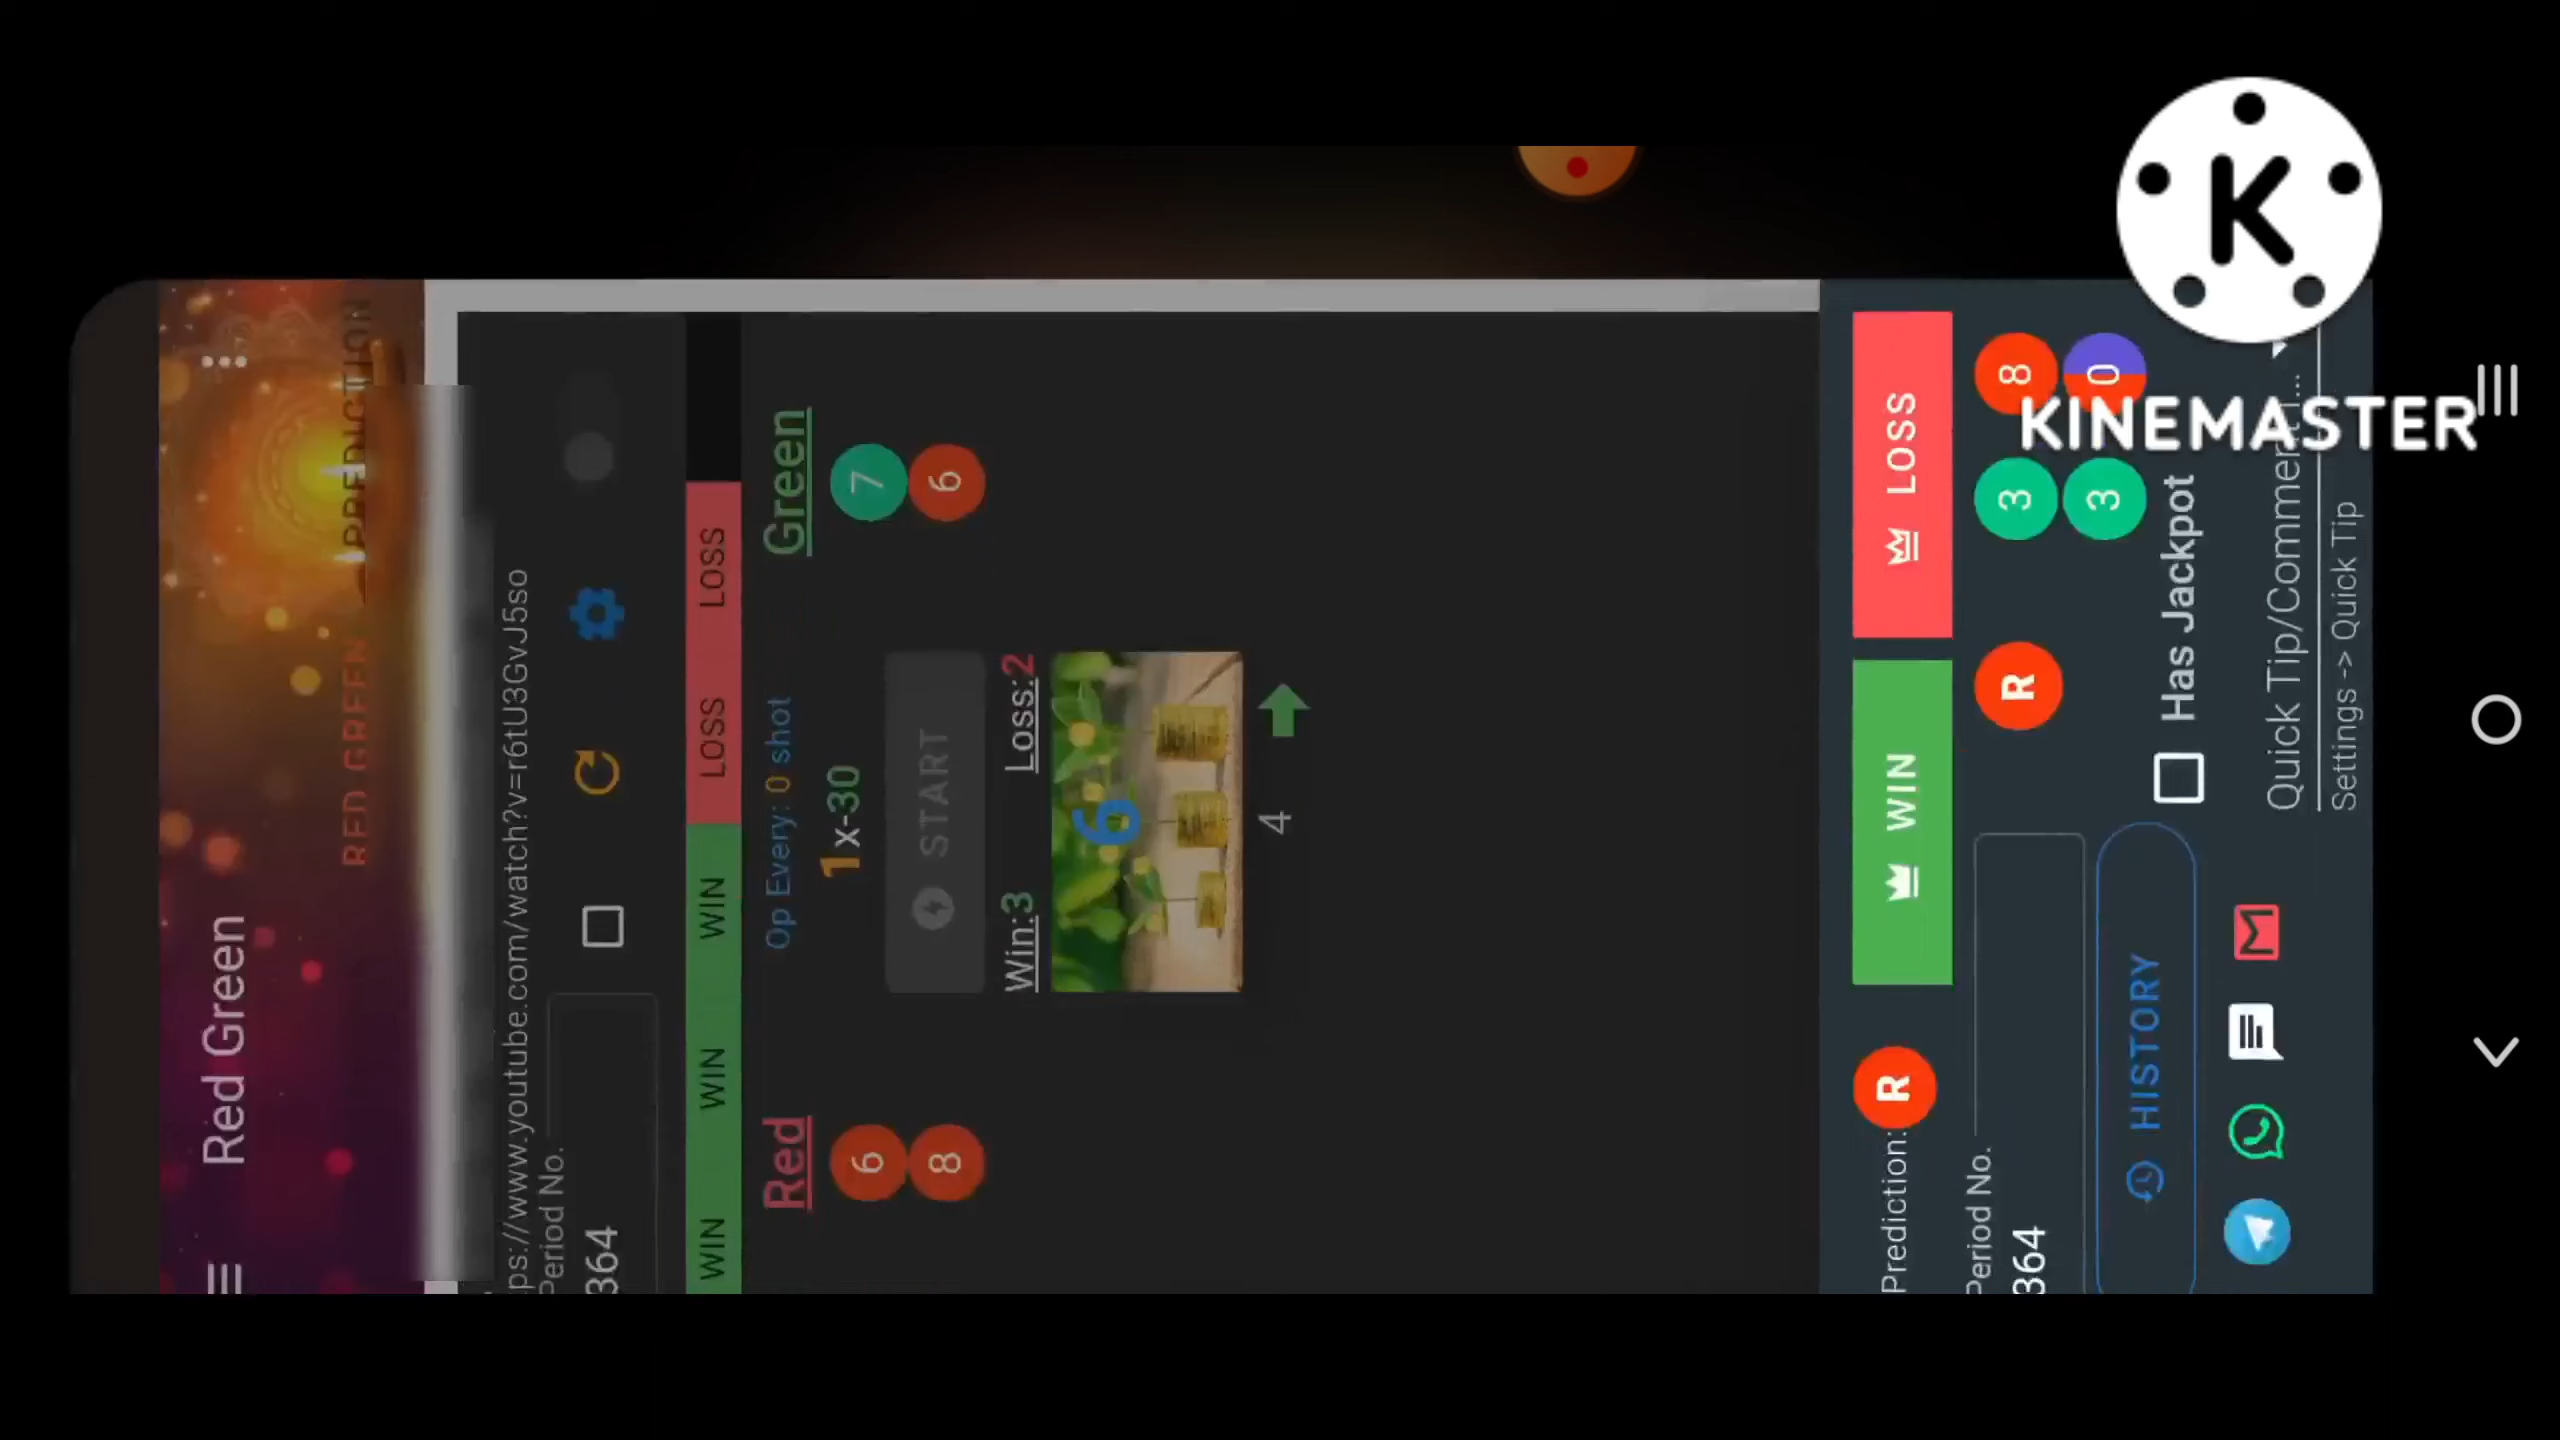 K
KINEMASTER
Red Green
RED GREEN PREDICTION
ps://www.youtube.com/watch?v=r6tU3GvJ5so
Period No.
364
WIN WIN WIN LOSS LOSS
Red Op Every: 0 shot Green
6 1x-30 7
8 START 6
Win:3 Loss:2
6
4
Prediction: R WIN LOSS
Period No. R 3 8
364
3 0
HISTORY Has Jackpot
Quick Tip/Comment
Settings -> Quick Tip